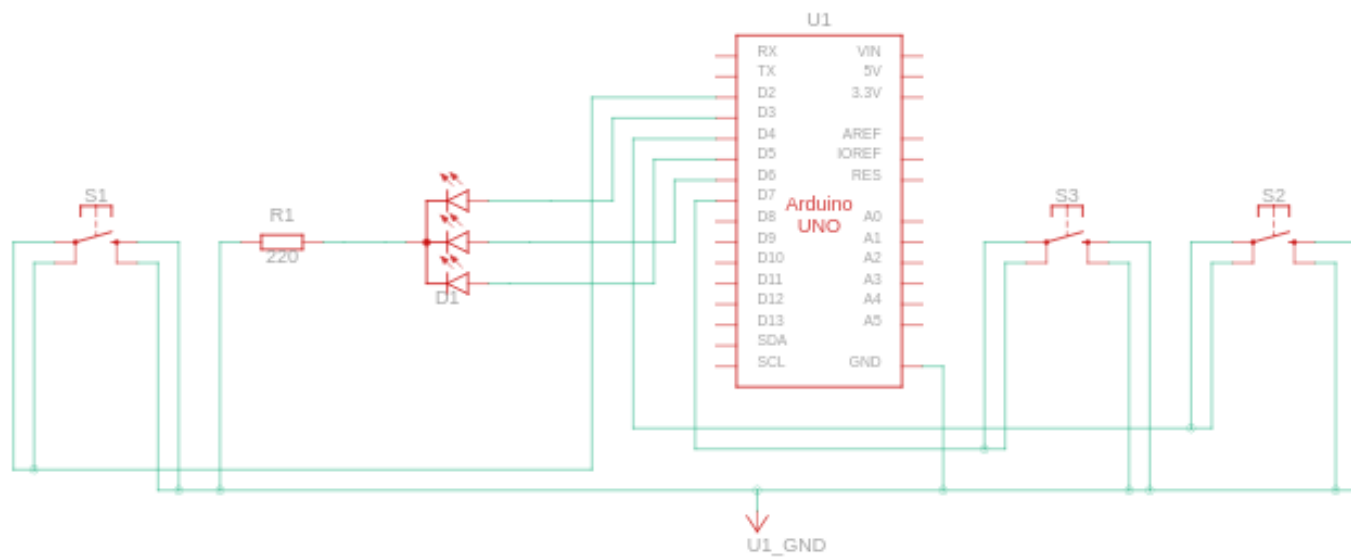 U1
RX VIN
TX 5V
D2 3.3V
D3
D4 AREF
D5 IOREF
D6 RES
D7
Arduino
UNO
D8 A0
D9 A1
D10 A2
D11 A3
D12 A4
D13 A5
SDA
SCL GND
S1
R1
220
D1
S3
S2
U1_GND